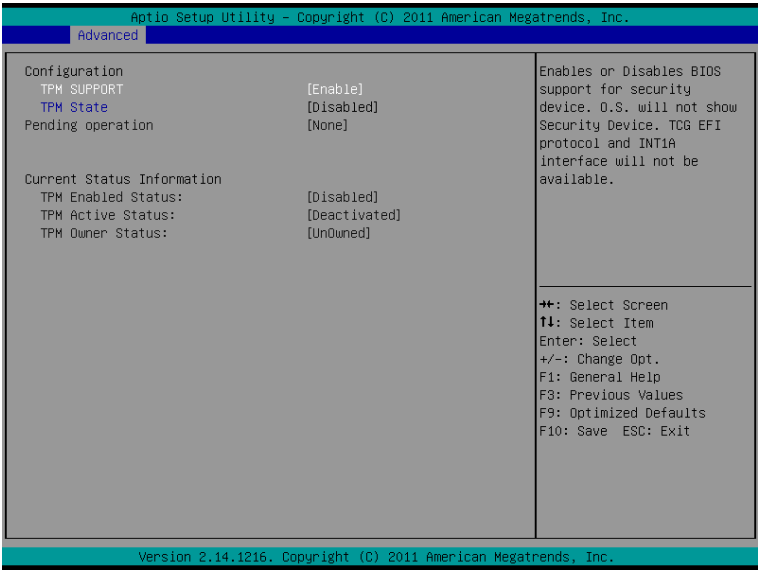 Aptio Setup Utility – Copyright (C) 2011 American Megatrends, Inc.
Advanced
Configuration
TPM SUPPORT [Enable]
TPM State [Disabled]
Pending operation [None]
Current Status Information
TPM Enabled Status: [Disabled]
TPM Active Status: [Deactivated]
TPM Owner Status: [UnOwned]
Enables or Disables BIOS
support for security
device. O.S. will not show
Security Device. TCG EFI
protocol and INT1A
interface will not be
available.
→←: Select Screen
↑↓: Select Item
Enter: Select
+/-: Change Opt.
F1: General Help
F3: Previous Values
F9: Optimized Defaults
F10: Save ESC: Exit
Version 2.14.1216. Copyright (C) 2011 American Megatrends, Inc.